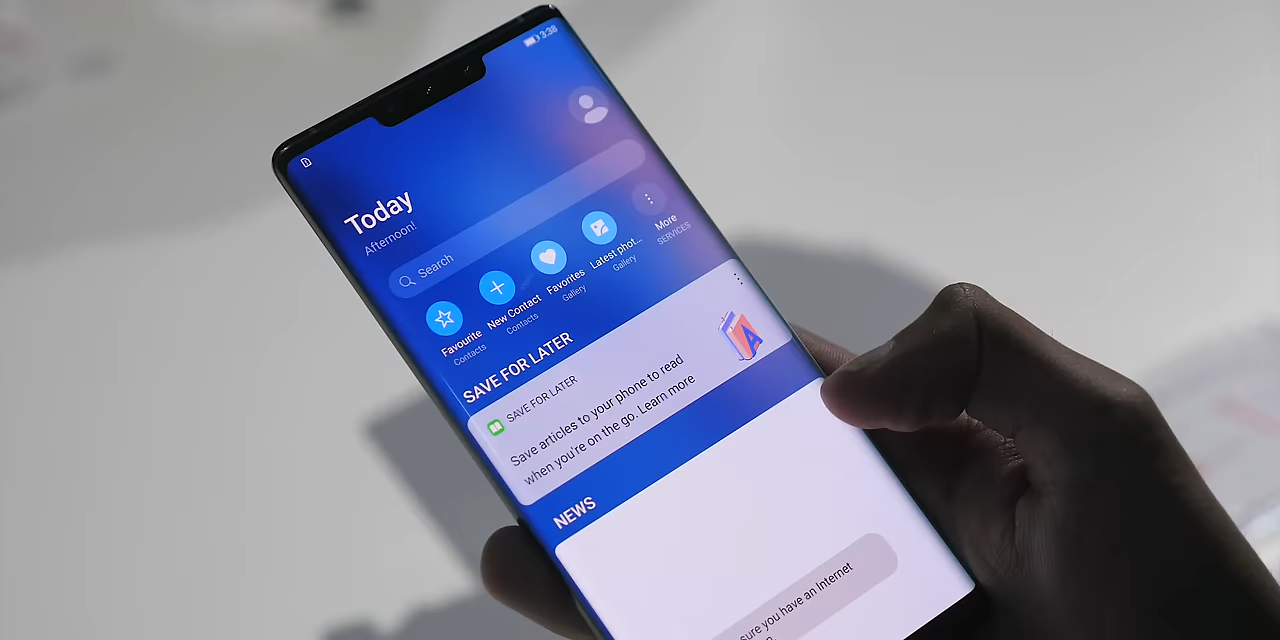 3:38
Today
Afternoon!
Search
Favourite
Contacts
New Contact
Contacts
Favorites
Gallery
Latest phot...
Gallery
More
SERVICES
SAVE FOR LATER
SAVE FOR LATER
Save articles to your phone to read
when you're on the go. Learn more
NEWS
sure you have an Internet